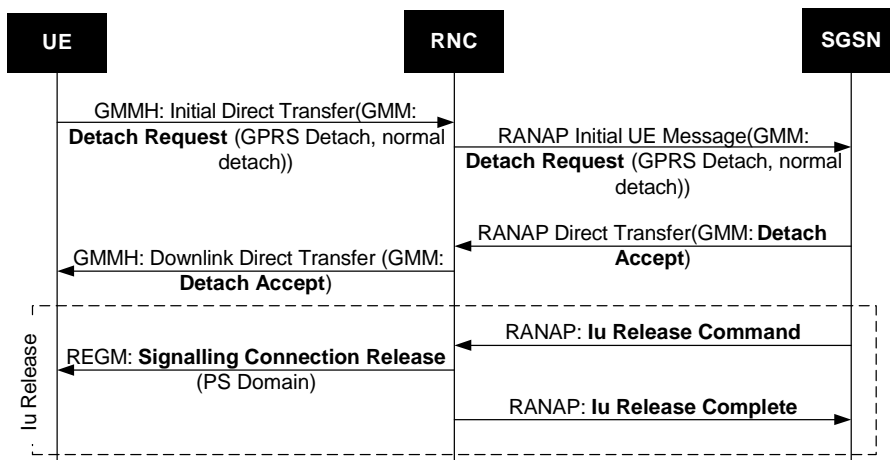 UE
RNC
SGSN
GMMH: Initial Direct Transfer(GMM:
Detach Request (GPRS Detach, normal
detach))
RANAP Initial UE Message(GMM:
Detach Request (GPRS Detach, normal
detach))
RANAP Direct Transfer(GMM: Detach
Accept)
GMMH: Downlink Direct Transfer (GMM:
Detach Accept)
Iu Release
RANAP: Iu Release Command
REGM: Signalling Connection Release
(PS Domain)
RANAP: Iu Release Complete